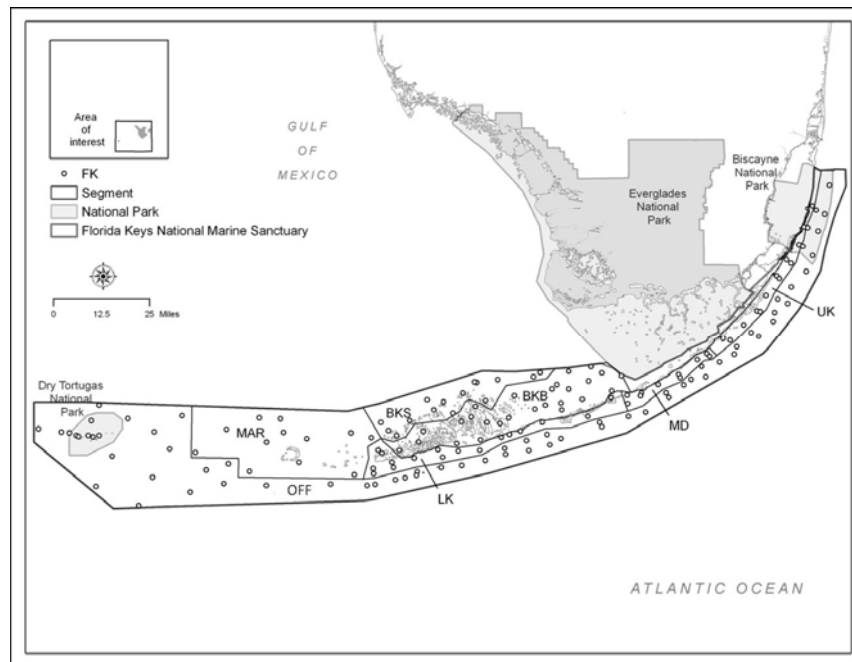 GULF
OF
MEXICO
Area
of
interest
FK
Segment
National Park
Florida Keys National Marine Sanctuary
0 12.5 25 Miles
Biscayne
National
Park
Everglades
National
Park
UK
Dry Tortugas
National
Park
BKS
BKB
MAR
MD
OFF
LK
ATLANTIC OCEAN